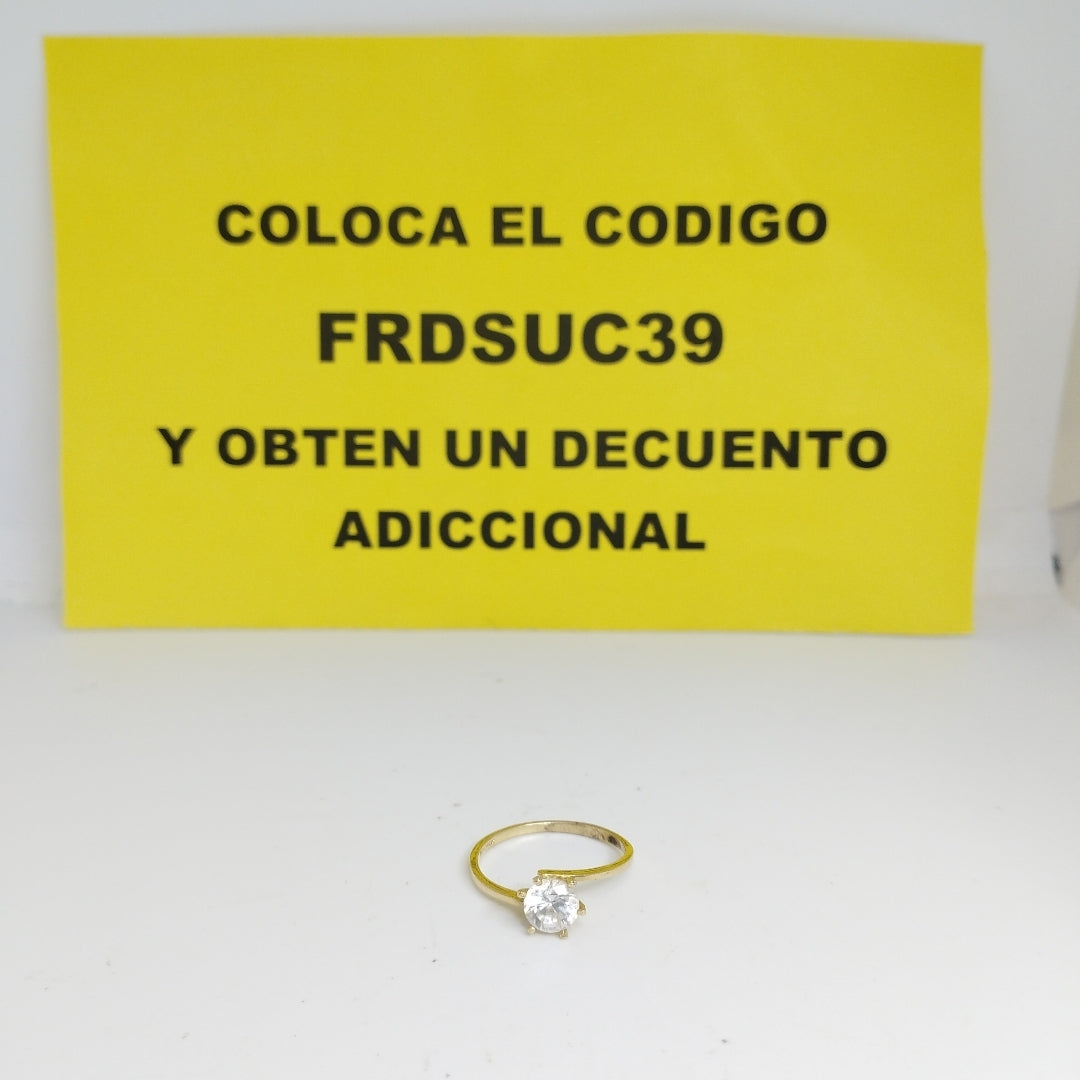 COLOCA EL CODIGO
FRDSUC39
Y OBTEN UN DECUENTO
ADICCIONAL